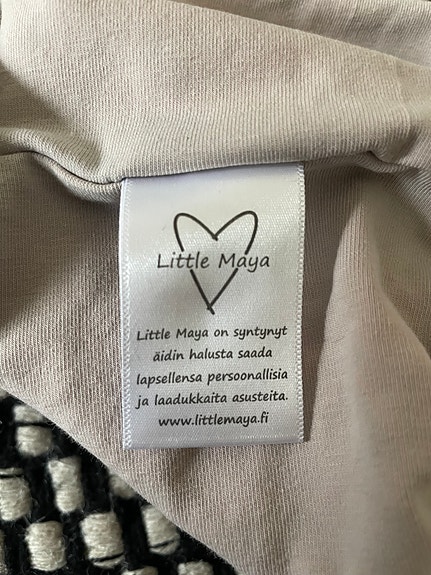 Little Maya
Little Maya on syntynyt
äidin halusta saada
lapsellensa persoonallisia
ja laadukkaita asusteita.
www.littlemaya.fi